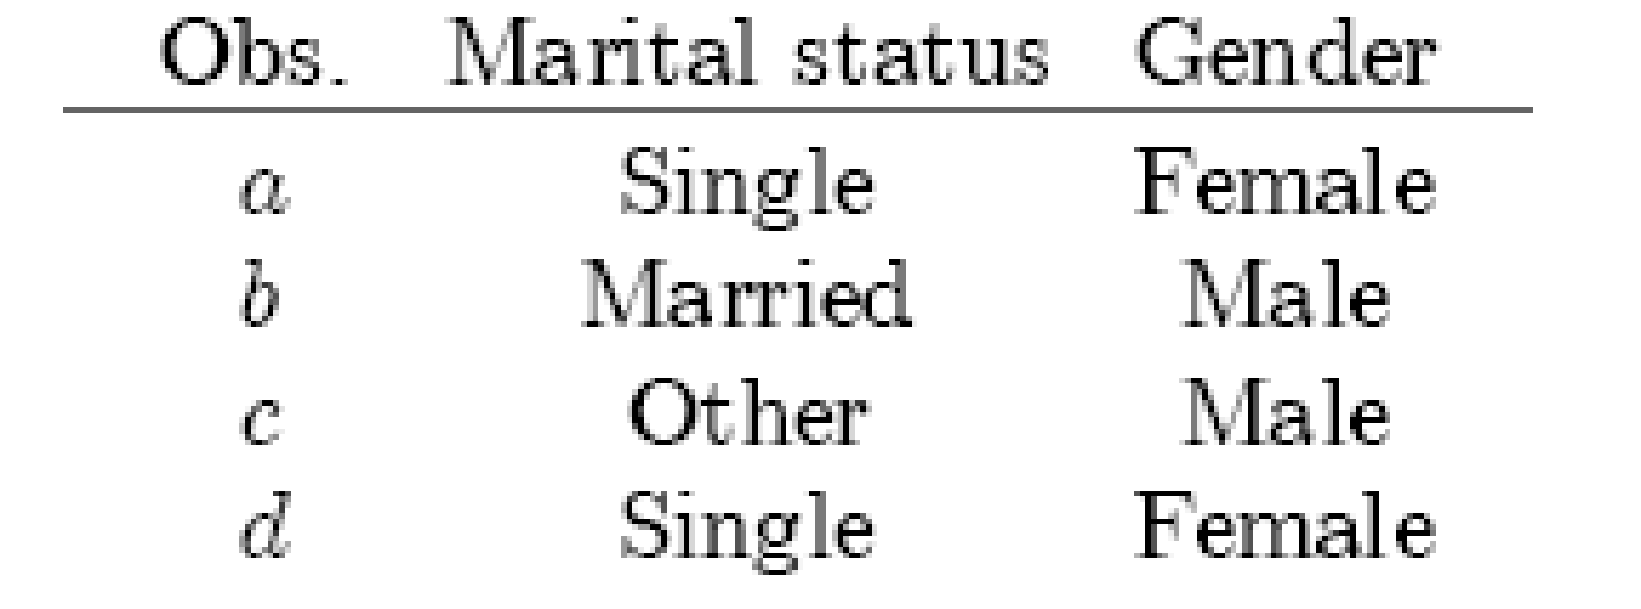 Obs. Marital status Gender
a Single Female
b Married Male
c Other Male
d Single Female